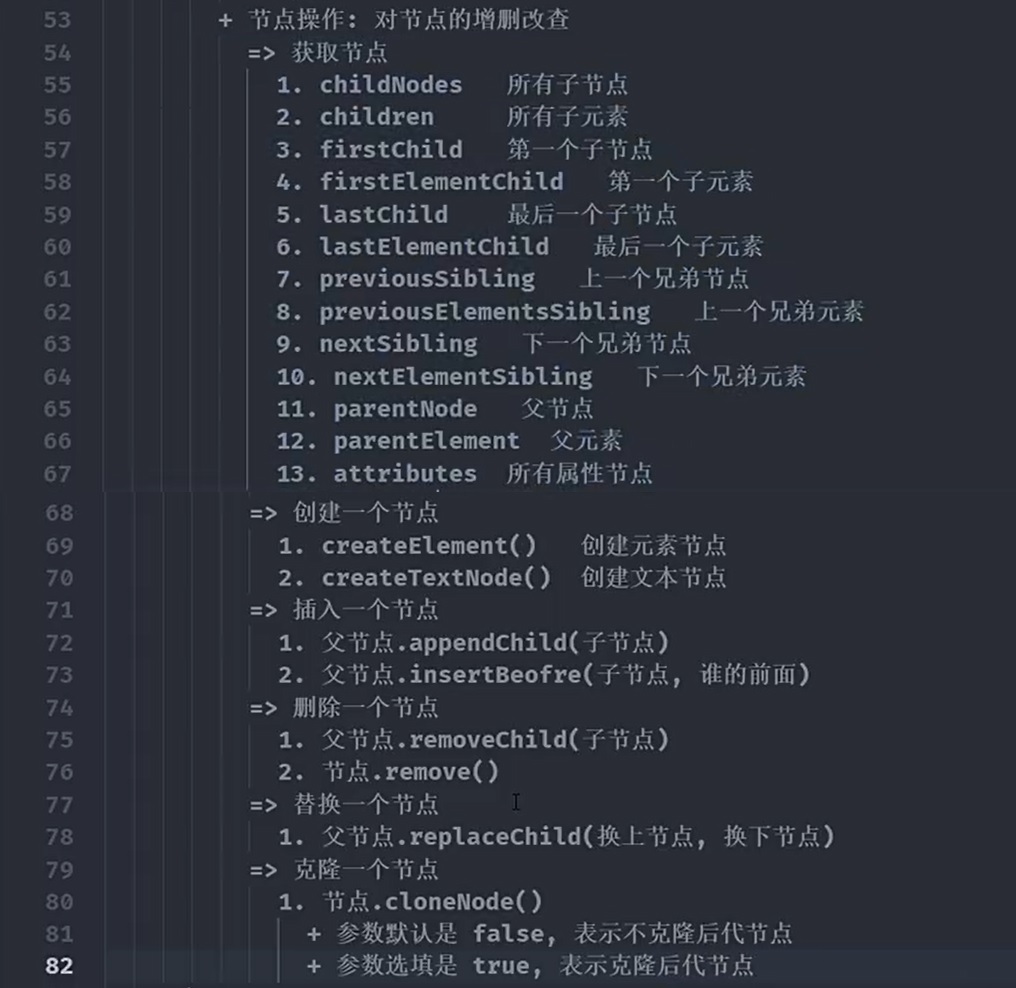 53 + 节点操作: 对节点的增删改查
54 => 获取节点
55 1. childNodes 所有子节点
56 2. children 所有子元素
57 3. firstChild 第一个子节点
58 4. firstElementChild 第一个子元素
59 5. lastChild 最后一个子节点
60 6. lastElementChild 最后一个子元素
61 7. previousSibling 上一个兄弟节点
62 8. previousElementsSibling 上一个兄弟元素
63 9. nextSibling 下一个兄弟节点
64 10. nextElementSibling 下一个兄弟元素
65 11. parentNode 父节点
66 12. parentElement 父元素
67 13. attributes 所有属性节点
68 => 创建一个节点
69 1. createElement() 创建元素节点
70 2. createTextNode() 创建文本节点
71 => 插入一个节点
72 1. 父节点.appendChild(子节点)
73 2. 父节点.insertBeofre(子节点, 谁的前面)
74 => 删除一个节点
75 1. 父节点.removeChild(子节点)
76 2. 节点.remove()
77 => 替换一个节点
78 1. 父节点.replaceChild(换上节点, 换下节点)
79 => 克隆一个节点
80 1. 节点.cloneNode()
81 + 参数默认是 false, 表示不克隆后代节点
82 + 参数选填是 true, 表示克隆后代节点